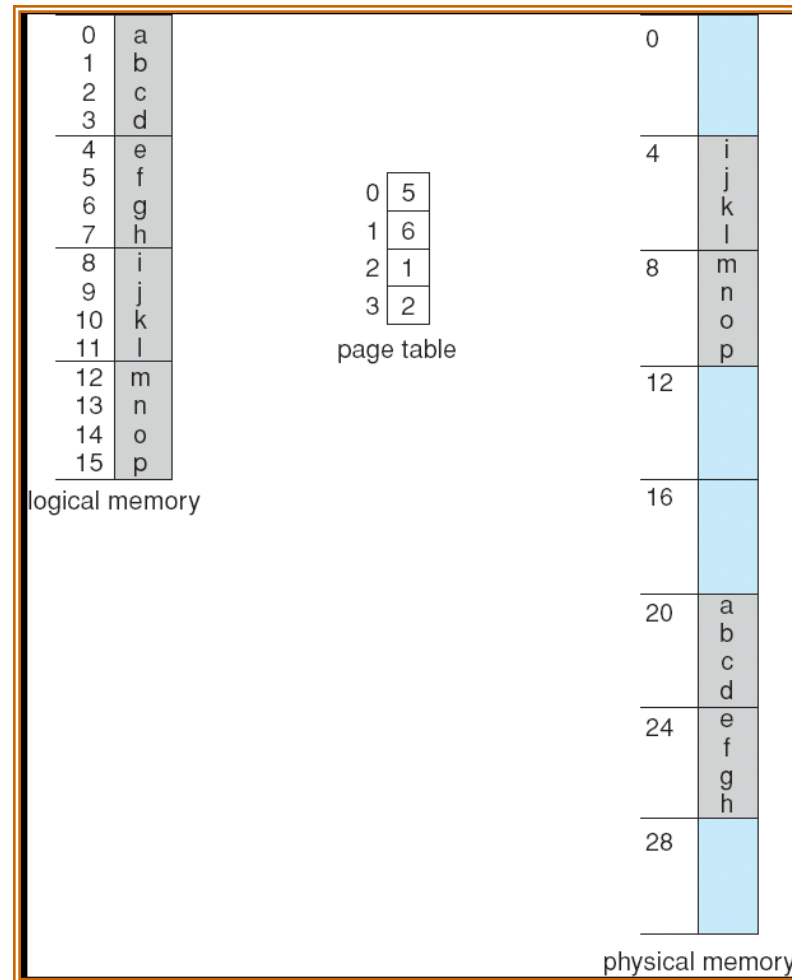 0 a
1 b
2 c
3 d
4 e
5 f
6 g
7 h
8 i
9 j
10 k
11 l
12 m
13 n
14 o
15 p
logical memory
0 5
1 6
2 1
3 2
page table
0
4 i
j
k
l
8 m
n
o
p
12
16
20 a
b
c
d
24 e
f
g
h
28
physical memory